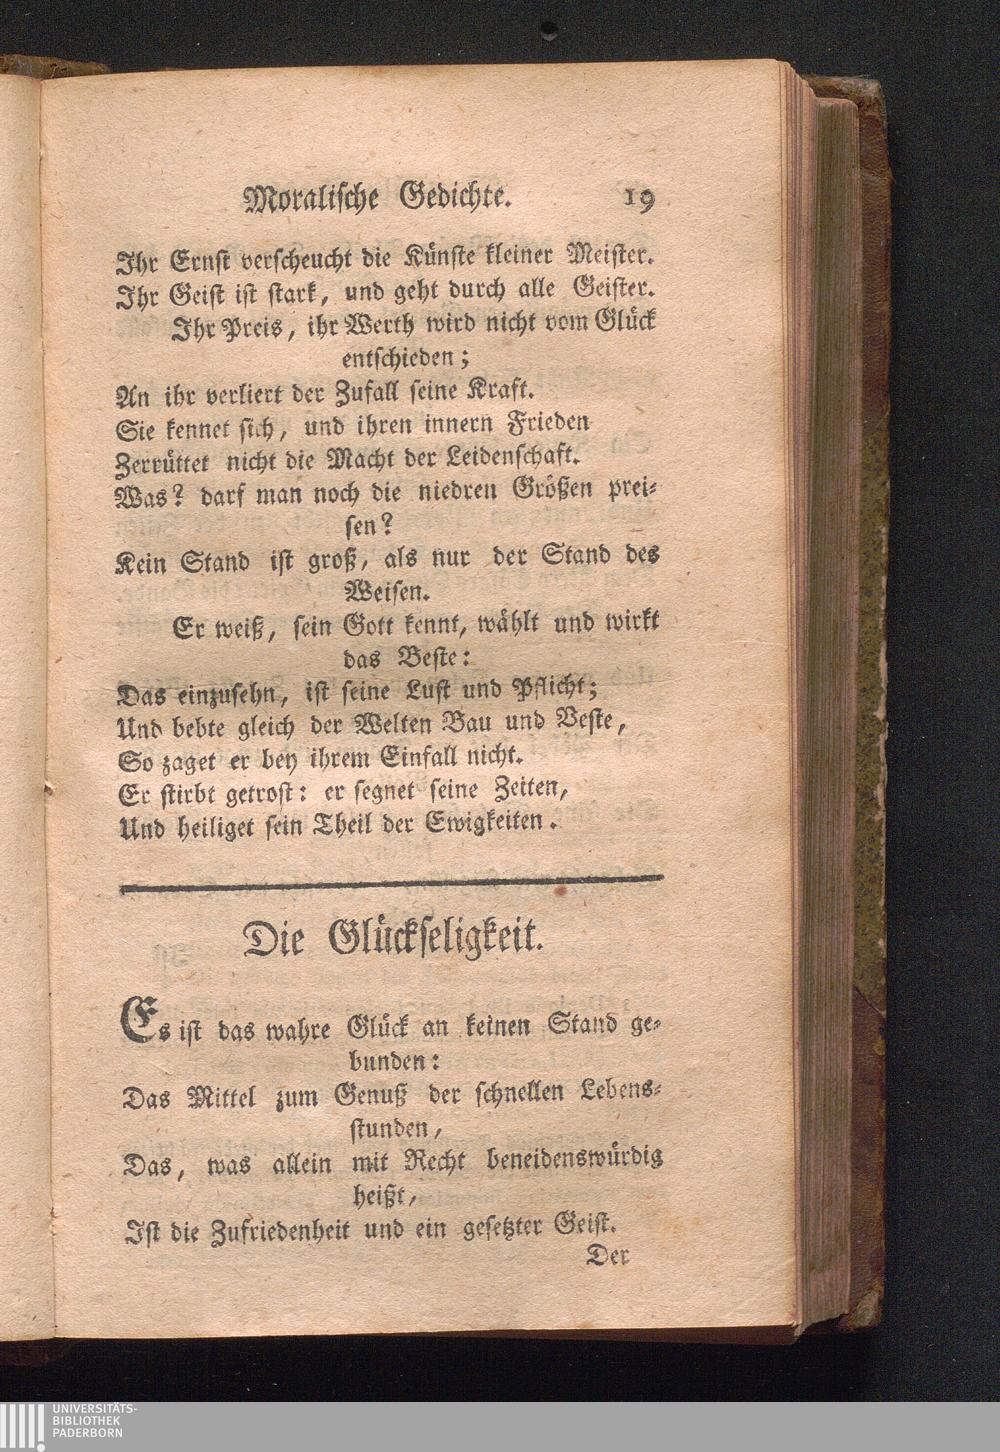 Moralische Gedichte. 19
Ihr Ernst verscheucht die Künste kleiner Meister.
Ihr Geist ist stark, und geht durch alle Geister.
Ihr Preis, ihr Werth wird nicht vom Glück
entschieden;
An ihr verliert der Zufall seine Kraft.
Sie kennet sich, und ihren innern Frieden
Zerrüttet nicht die Macht der Leidenschaft.
Was? darf man noch die niedren Größen prei-
sen?
Kein Stand ist groß, als nur der Stand des
Weisen.
Er weiß, sein Gott kennt, wählt und wirkt
das Beste:
Das einzusehn, ist seine Lust und Pflicht;
Und bebte gleich der Welten Bau und Veste,
So zaget er bey ihrem Einfall nicht.
Er stirbt getrost: er segnet seine Zeiten,
Und heiliget sein Theil der Ewigkeiten.
Die Glückseligkeit.
Es ist das wahre Glück an keinen Stand ge-
bunden:
Das Mittel zum Genuß der schnellen Lebens-
stunden,
Das, was allein mit Recht beneidenswürdig
heißt,
Ist die Zufriedenheit und ein gesetzter Geist.
Der
UNIVERSITÄTS-
BIBLIOTHEK
PADERBORN